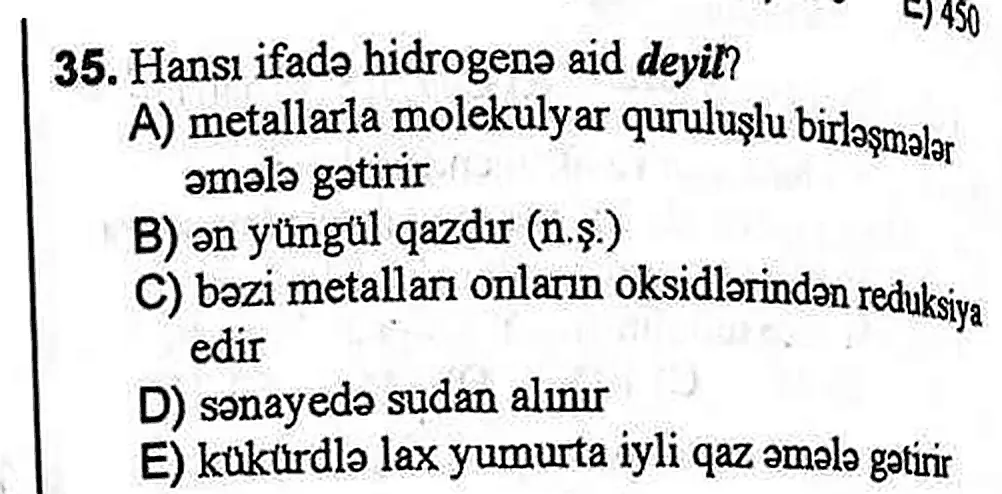 E) 450
35. Hansı ifadə hidrogenə aid deyil?
A) metallarla molekulyar quruluşlu birləşmələr
əmələ gətirir
B) ən yüngül qazdır (n.ş.)
C) bəzi metalları onların oksidlərindən reduksiya
edir
D) sənayedə sudan alınır
E) kükürdlə lax yumurta iyli qaz əmələ gətirir